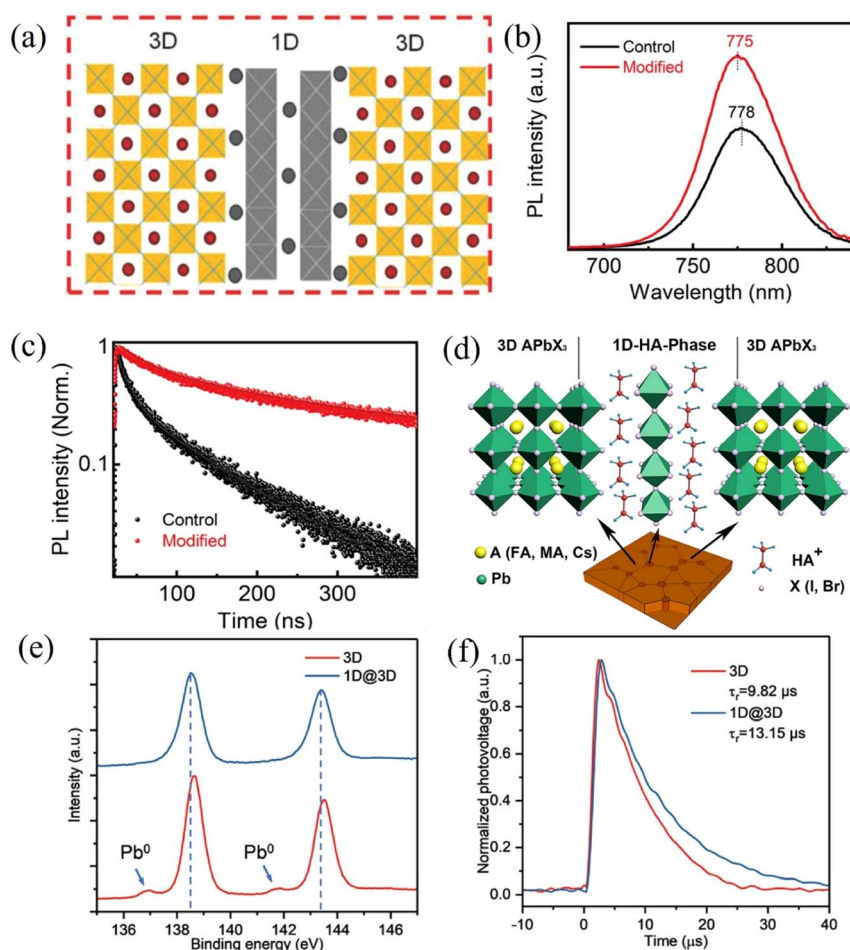 (a)
3D 1D 3D
(b)
PL intensity (a.u.)
Control
Modified
775
778
700 750 800
Wavelength (nm)
(c)
PL intensity (Norm.)
1
0.1
Control
Modified
100 200 300
Time (ns)
(d)
3D APbX₃ 1D-HA-Phase 3D APbX₃
A (FA, MA, Cs)
Pb
HA⁺
X (I, Br)
(e)
Intensity (a.u.)
3D
1D@3D
Pb⁰ Pb⁰
136 138 140 142 144 146
Binding energy (eV)
(f)
Normalized photovoltage (a.u.)
1.0
0.8
0.6
0.4
0.2
0.0
3D
τᵣ=9.82 μs
1D@3D
τᵣ=13.15 μs
-10 0 10 20 30 40
Time (μs)